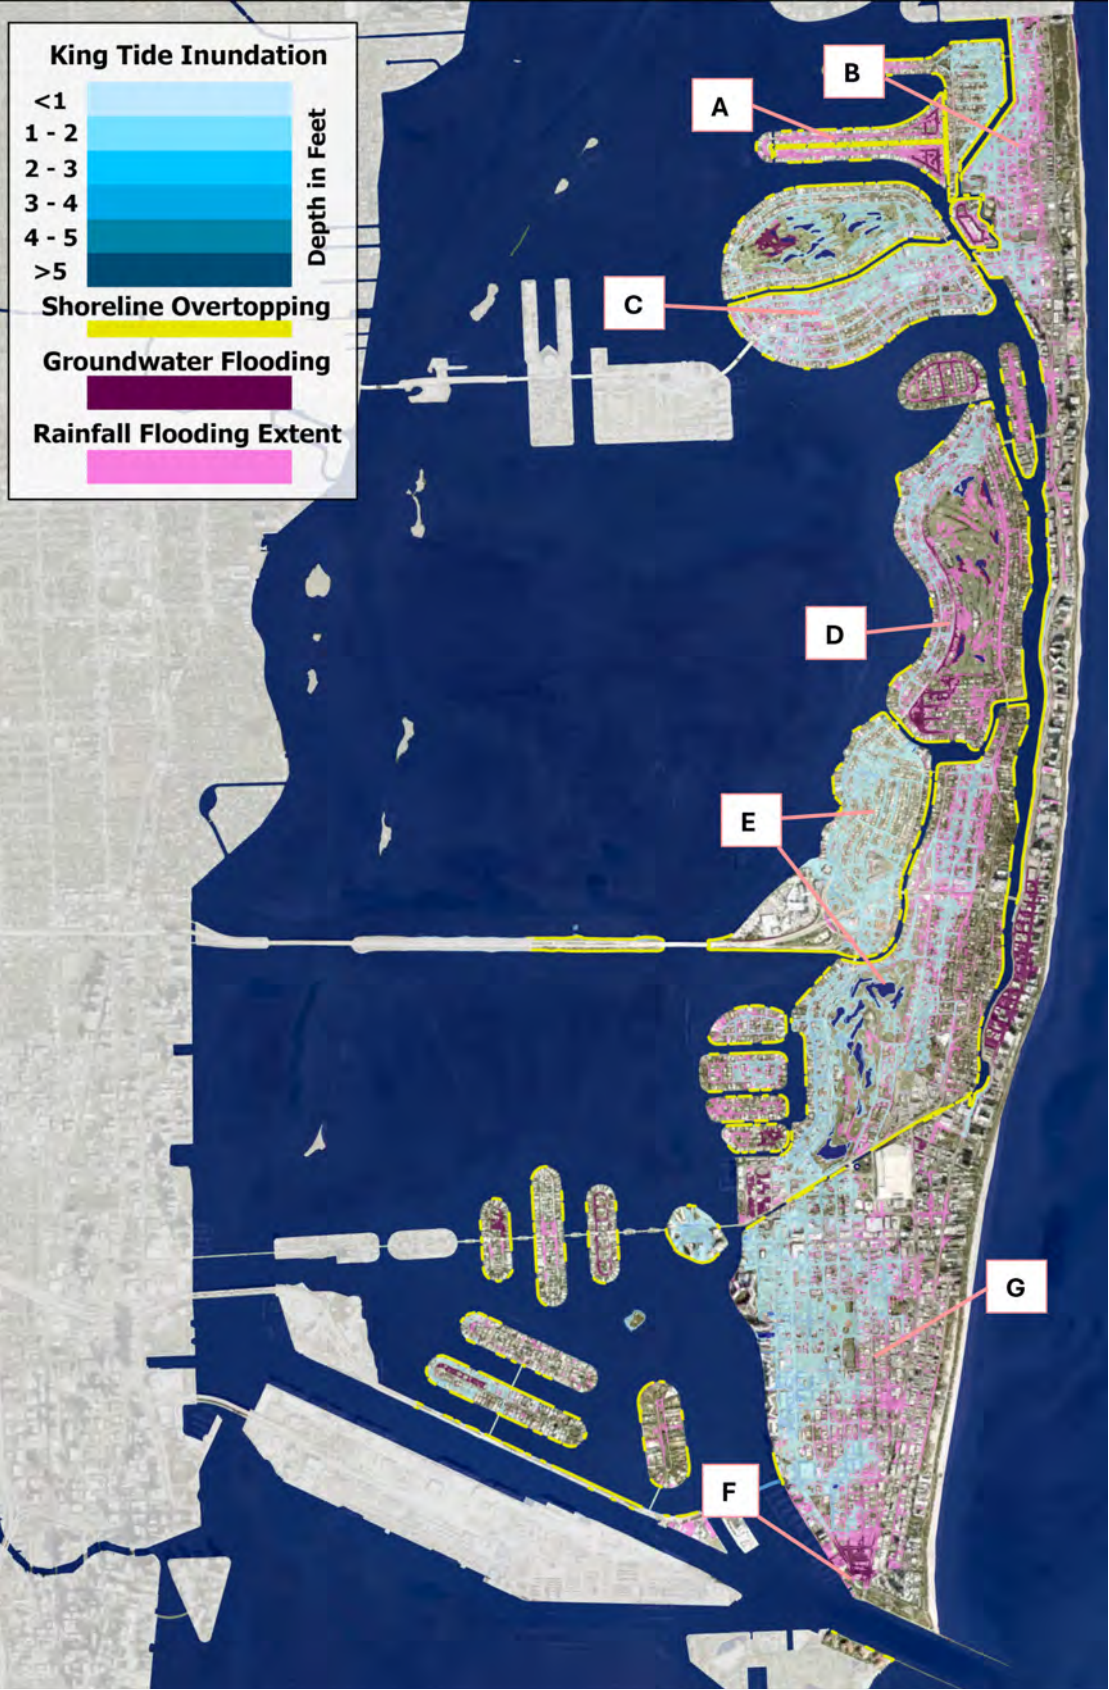 King Tide Inundation
<1
1 - 2
2 - 3
3 - 4
4 - 5
>5
Depth in Feet
Shoreline Overtopping
Groundwater Flooding
Rainfall Flooding Extent
B
A
C
D
E
G
F